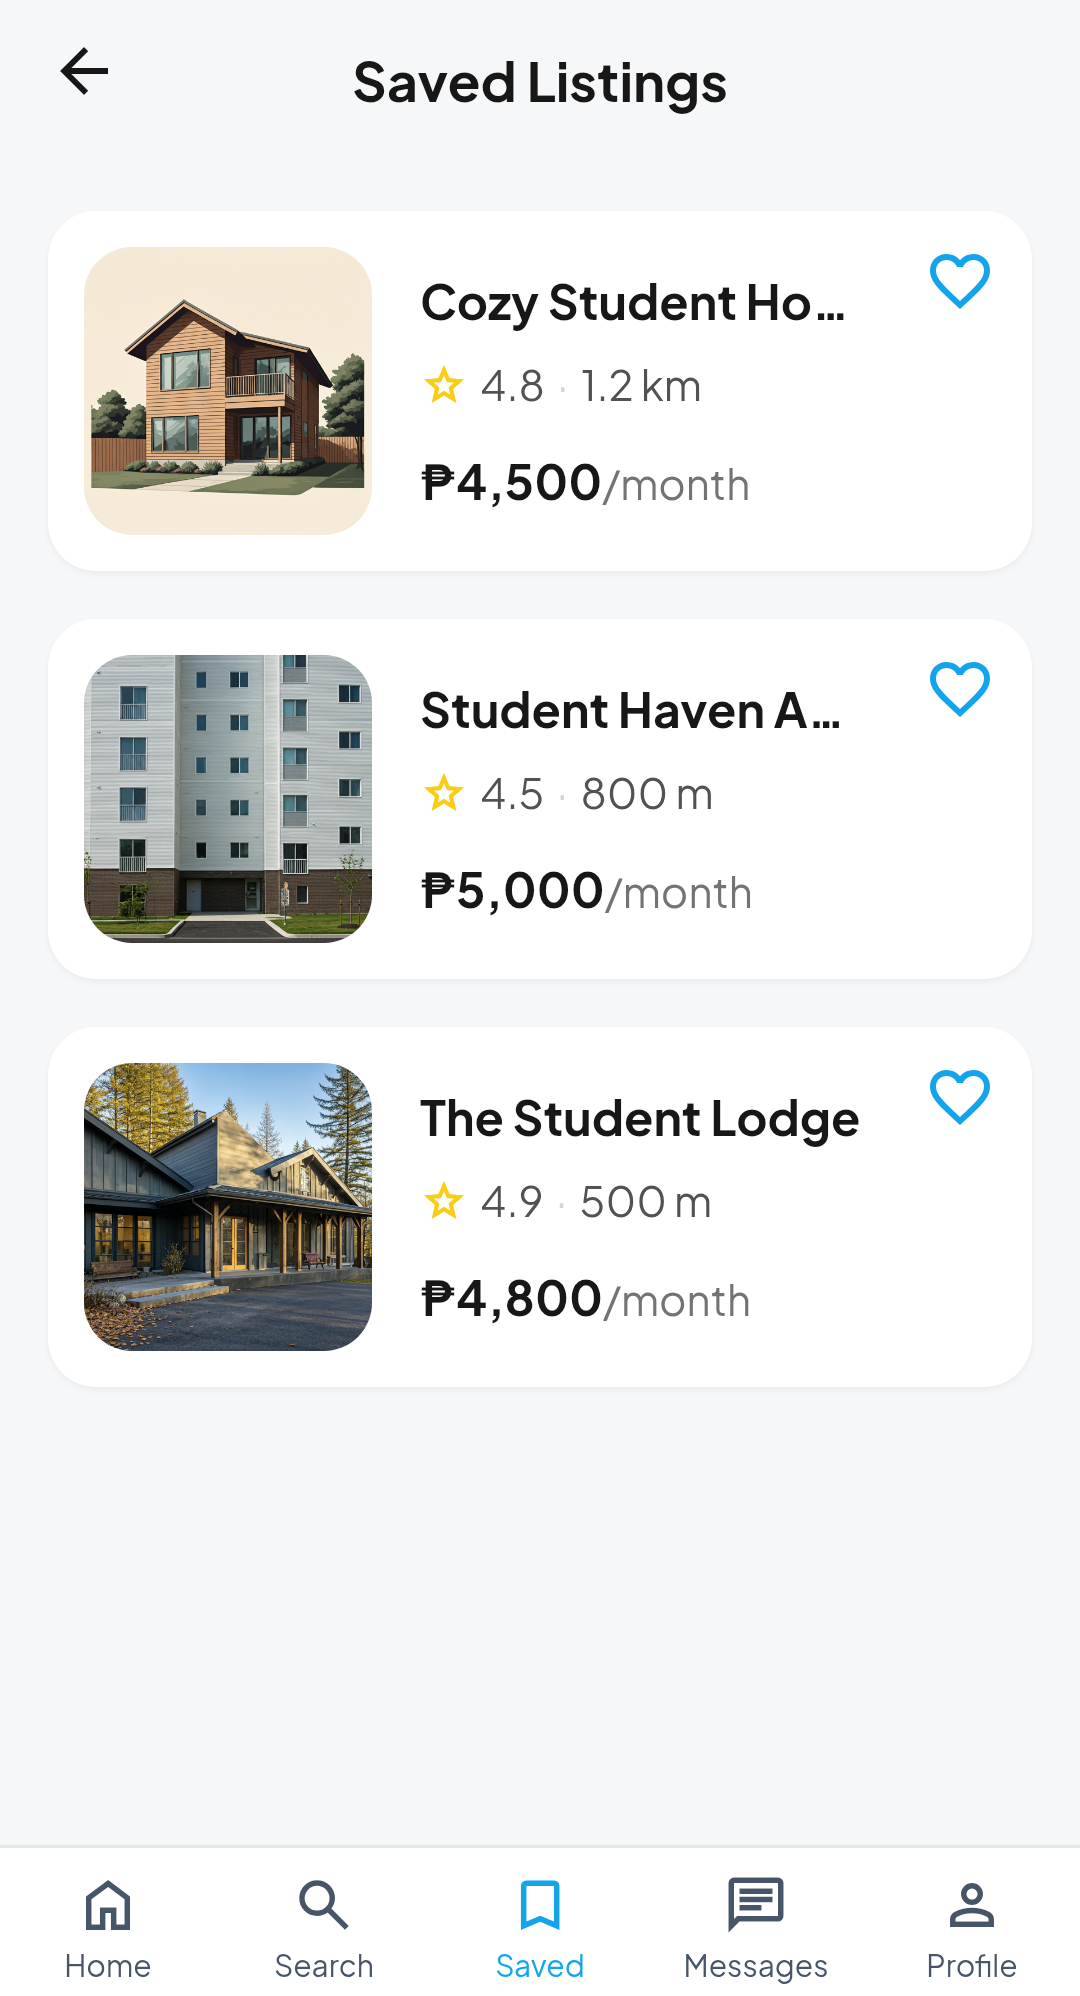 Saved Listings
Cozy Student Ho...
4.8 · 1.2 km
₱4,500/month
Student Haven A...
4.5 · 800 m
₱5,000/month
The Student Lodge
4.9 · 500 m
₱4,800/month
Home
Search
Saved
Messages
Profile